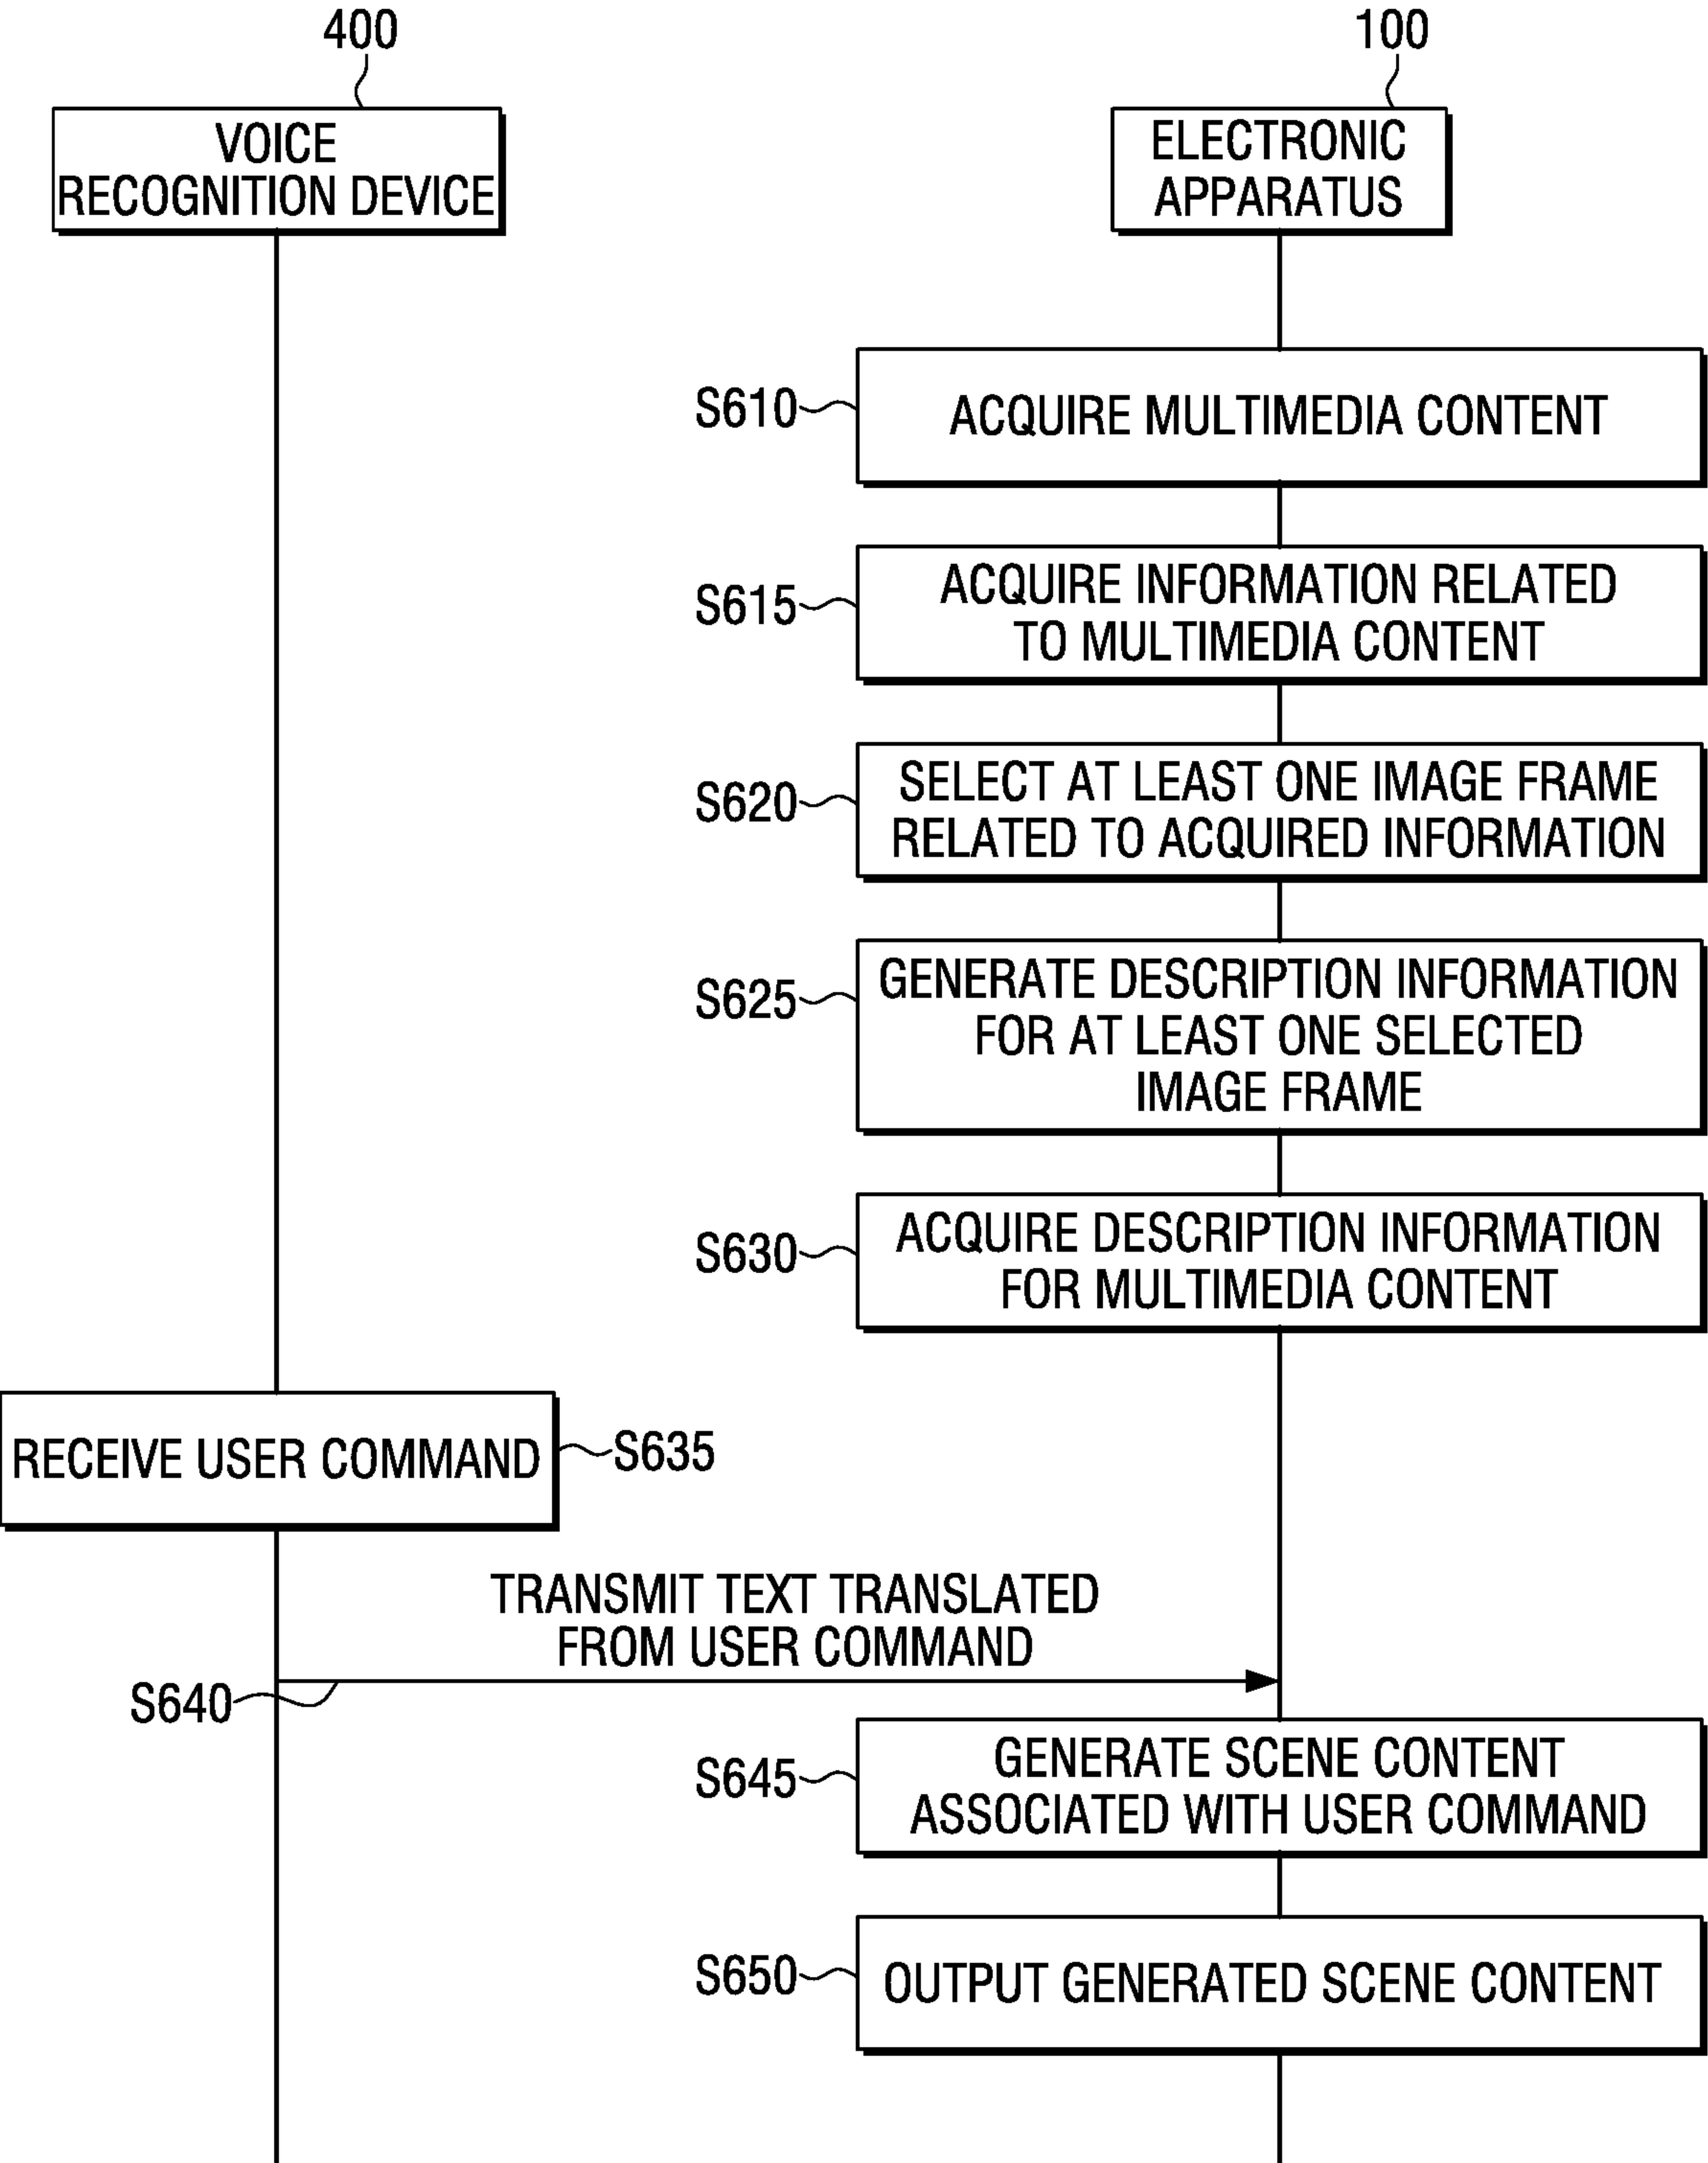 400
100
VOICE
RECOGNITION DEVICE
ELECTRONIC
APPARATUS
S610
ACQUIRE MULTIMEDIA CONTENT
S615
ACQUIRE INFORMATION RELATED
TO MULTIMEDIA CONTENT
S620
SELECT AT LEAST ONE IMAGE FRAME
RELATED TO ACQUIRED INFORMATION
S625
GENERATE DESCRIPTION INFORMATION
FOR AT LEAST ONE SELECTED
IMAGE FRAME
S630
ACQUIRE DESCRIPTION INFORMATION
FOR MULTIMEDIA CONTENT
RECEIVE USER COMMAND
S635
TRANSMIT TEXT TRANSLATED
FROM USER COMMAND
S640
S645
GENERATE SCENE CONTENT
ASSOCIATED WITH USER COMMAND
S650
OUTPUT GENERATED SCENE CONTENT